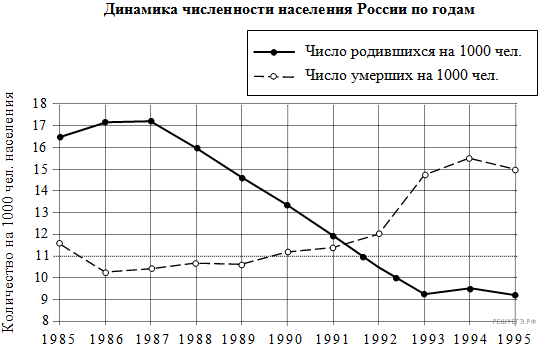 Динамика численности населения России по годам
Число родившихся на 1000 чел.
Число умерших на 1000 чел.
Количество на 1000 чел. населения
18
17
16
15
14
13
12
11
10
9
8
1985 1986 1987 1988 1989 1990 1991 1992 1993 1994 1995
РЕШУЕГЭ.РФ